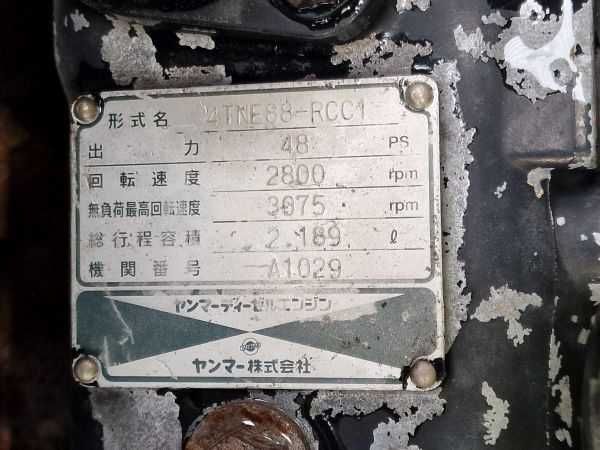 形式名 4TNE88-RCC1
出力 48 PS
回転速度 2800 rpm
無負荷最高回転速度 3075 rpm
総行程容積 2.189 ℓ
機関番号 A1029
ヤンマーディーゼルエンジン
ヤンマー株式会社